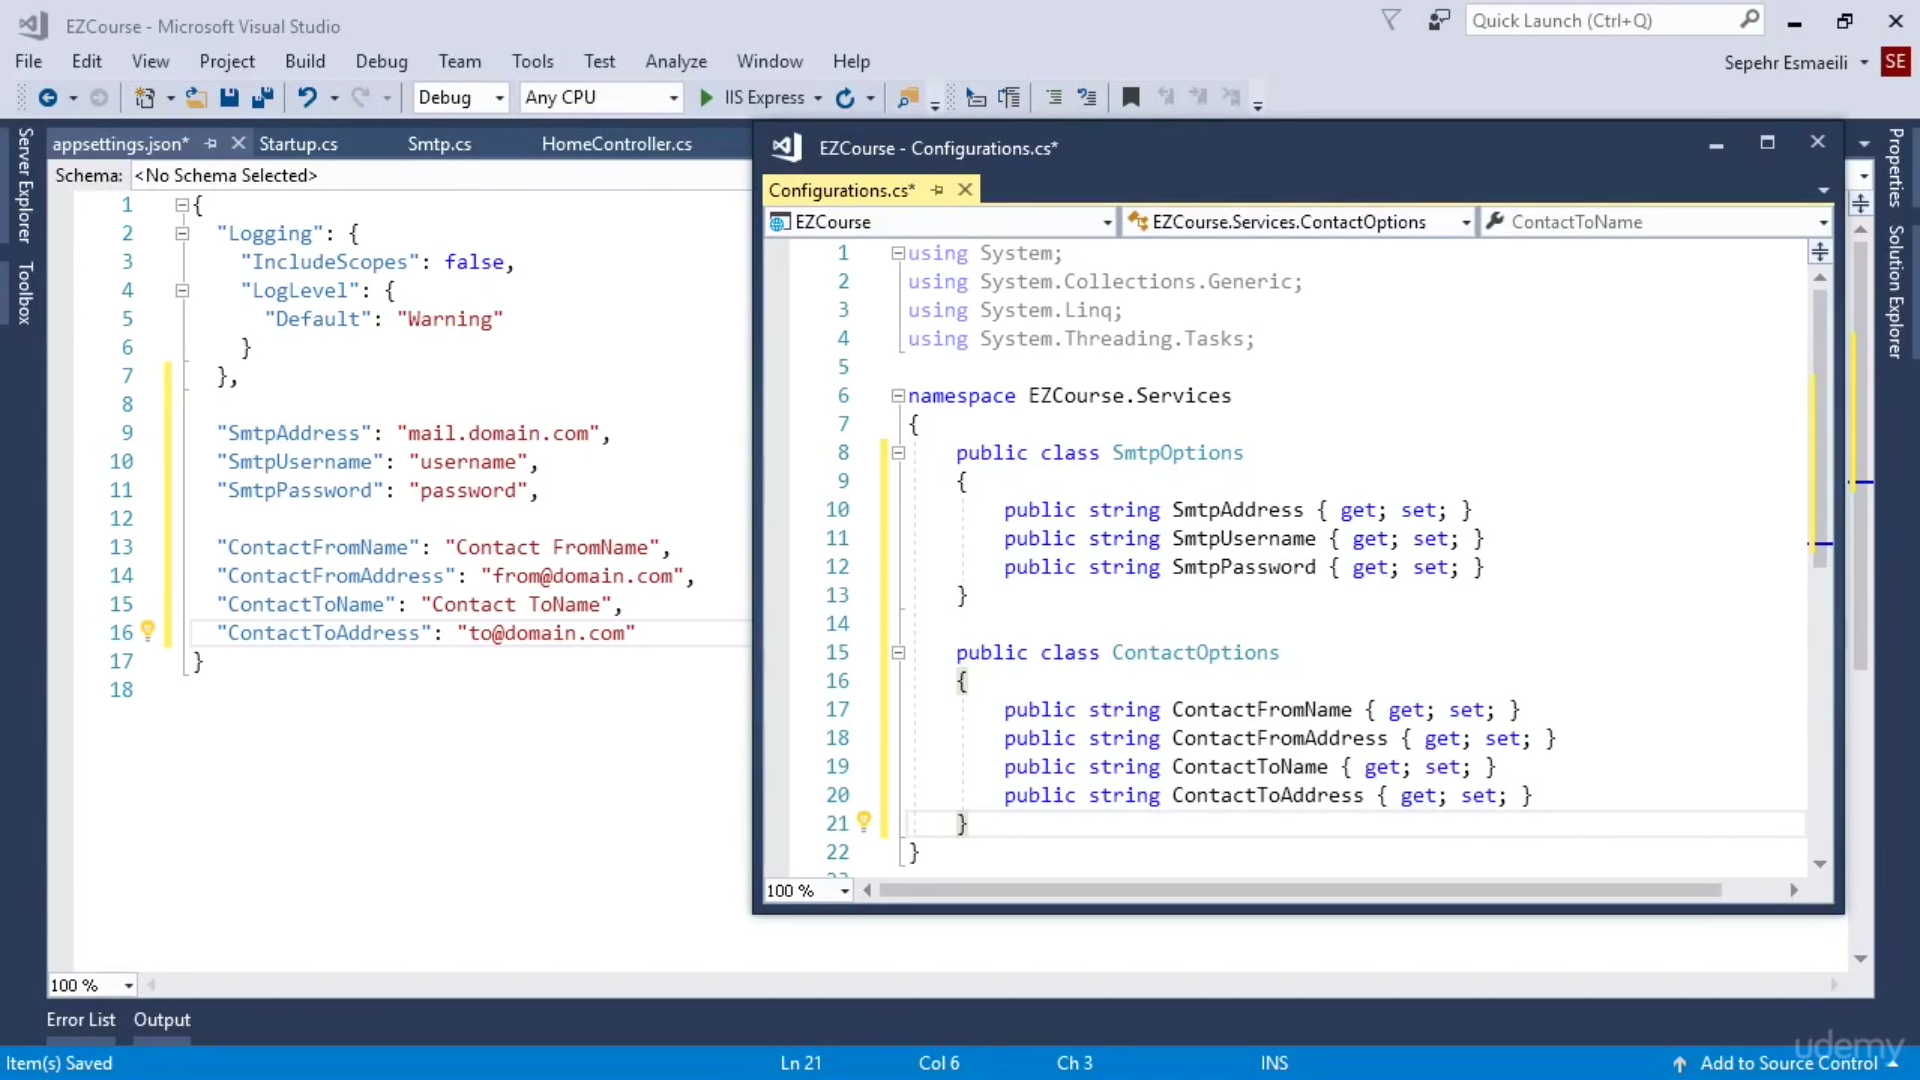 EZCourse - Microsoft Visual Studio
Quick Launch (Ctrl+Q)
File Edit View Project Build Debug Team Tools Test Analyze Window Help
Sepehr Esmaeili SE
Debug Any CPU IIS Express
Server Explorer
Toolbox
appsettings.json* Startup.cs Smtp.cs HomeController.cs
Schema: <No Schema Selected>
1 {
2 "Logging": {
3 "IncludeScopes": false,
4 "LogLevel": {
5 "Default": "Warning"
6 }
7 },
8
9 "SmtpAddress": "mail.domain.com",
10 "SmtpUsername": "username",
11 "SmtpPassword": "password",
12
13 "ContactFromName": "Contact FromName",
14 "ContactFromAddress": "from@domain.com",
15 "ContactToName": "Contact ToName",
16 "ContactToAddress": "to@domain.com"
17 }
18
100 %
EZCourse - Configurations.cs*
Configurations.cs*
EZCourse EZCourse.Services.ContactOptions ContactToName
1 using System;
2 using System.Collections.Generic;
3 using System.Linq;
4 using System.Threading.Tasks;
5
6 namespace EZCourse.Services
7 {
8 public class SmtpOptions
9 {
10 public string SmtpAddress { get; set; }
11 public string SmtpUsername { get; set; }
12 public string SmtpPassword { get; set; }
13 }
14
15 public class ContactOptions
16 {
17 public string ContactFromName { get; set; }
18 public string ContactFromAddress { get; set; }
19 public string ContactToName { get; set; }
20 public string ContactToAddress { get; set; }
21 }
22 }
100 %
Properties
Solution Explorer
Error List Output
Item(s) Saved Ln 21 Col 6 Ch 3 INS Add to Source Control
udemy